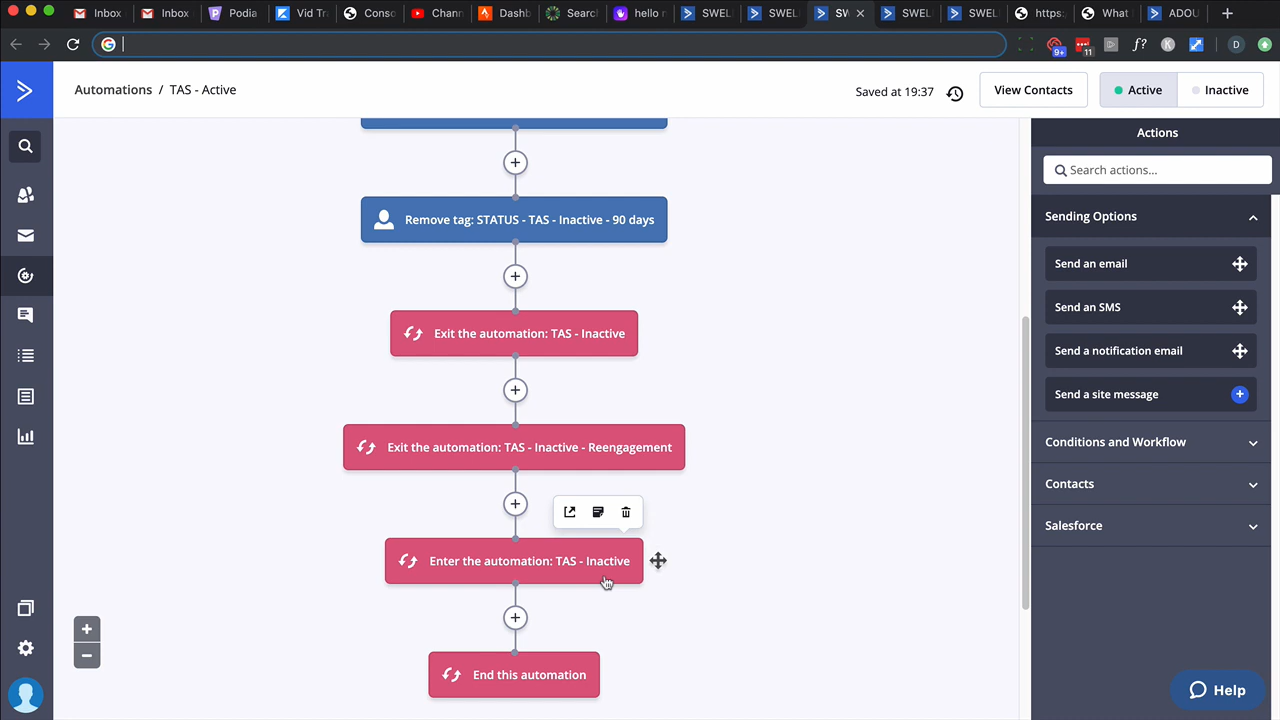 Inbox
Inbox
Podia
Vid Tr
Conso
Chann
Dashb
Search
hello r
SWEL
SWEL
SW
SWEL
SWEL
https:
What I
ADOU
9+
11
f?
K
D
Automations / TAS - Active
Saved at 19:37
View Contacts
Active
Inactive
Actions
Search actions...
Sending Options
Send an email
Send an SMS
Send a notification email
Send a site message
Conditions and Workflow
Contacts
Salesforce
Remove tag: STATUS - TAS - Inactive - 90 days
Exit the automation: TAS - Inactive
Exit the automation: TAS - Inactive - Reengagement
Enter the automation: TAS - Inactive
End this automation
Help